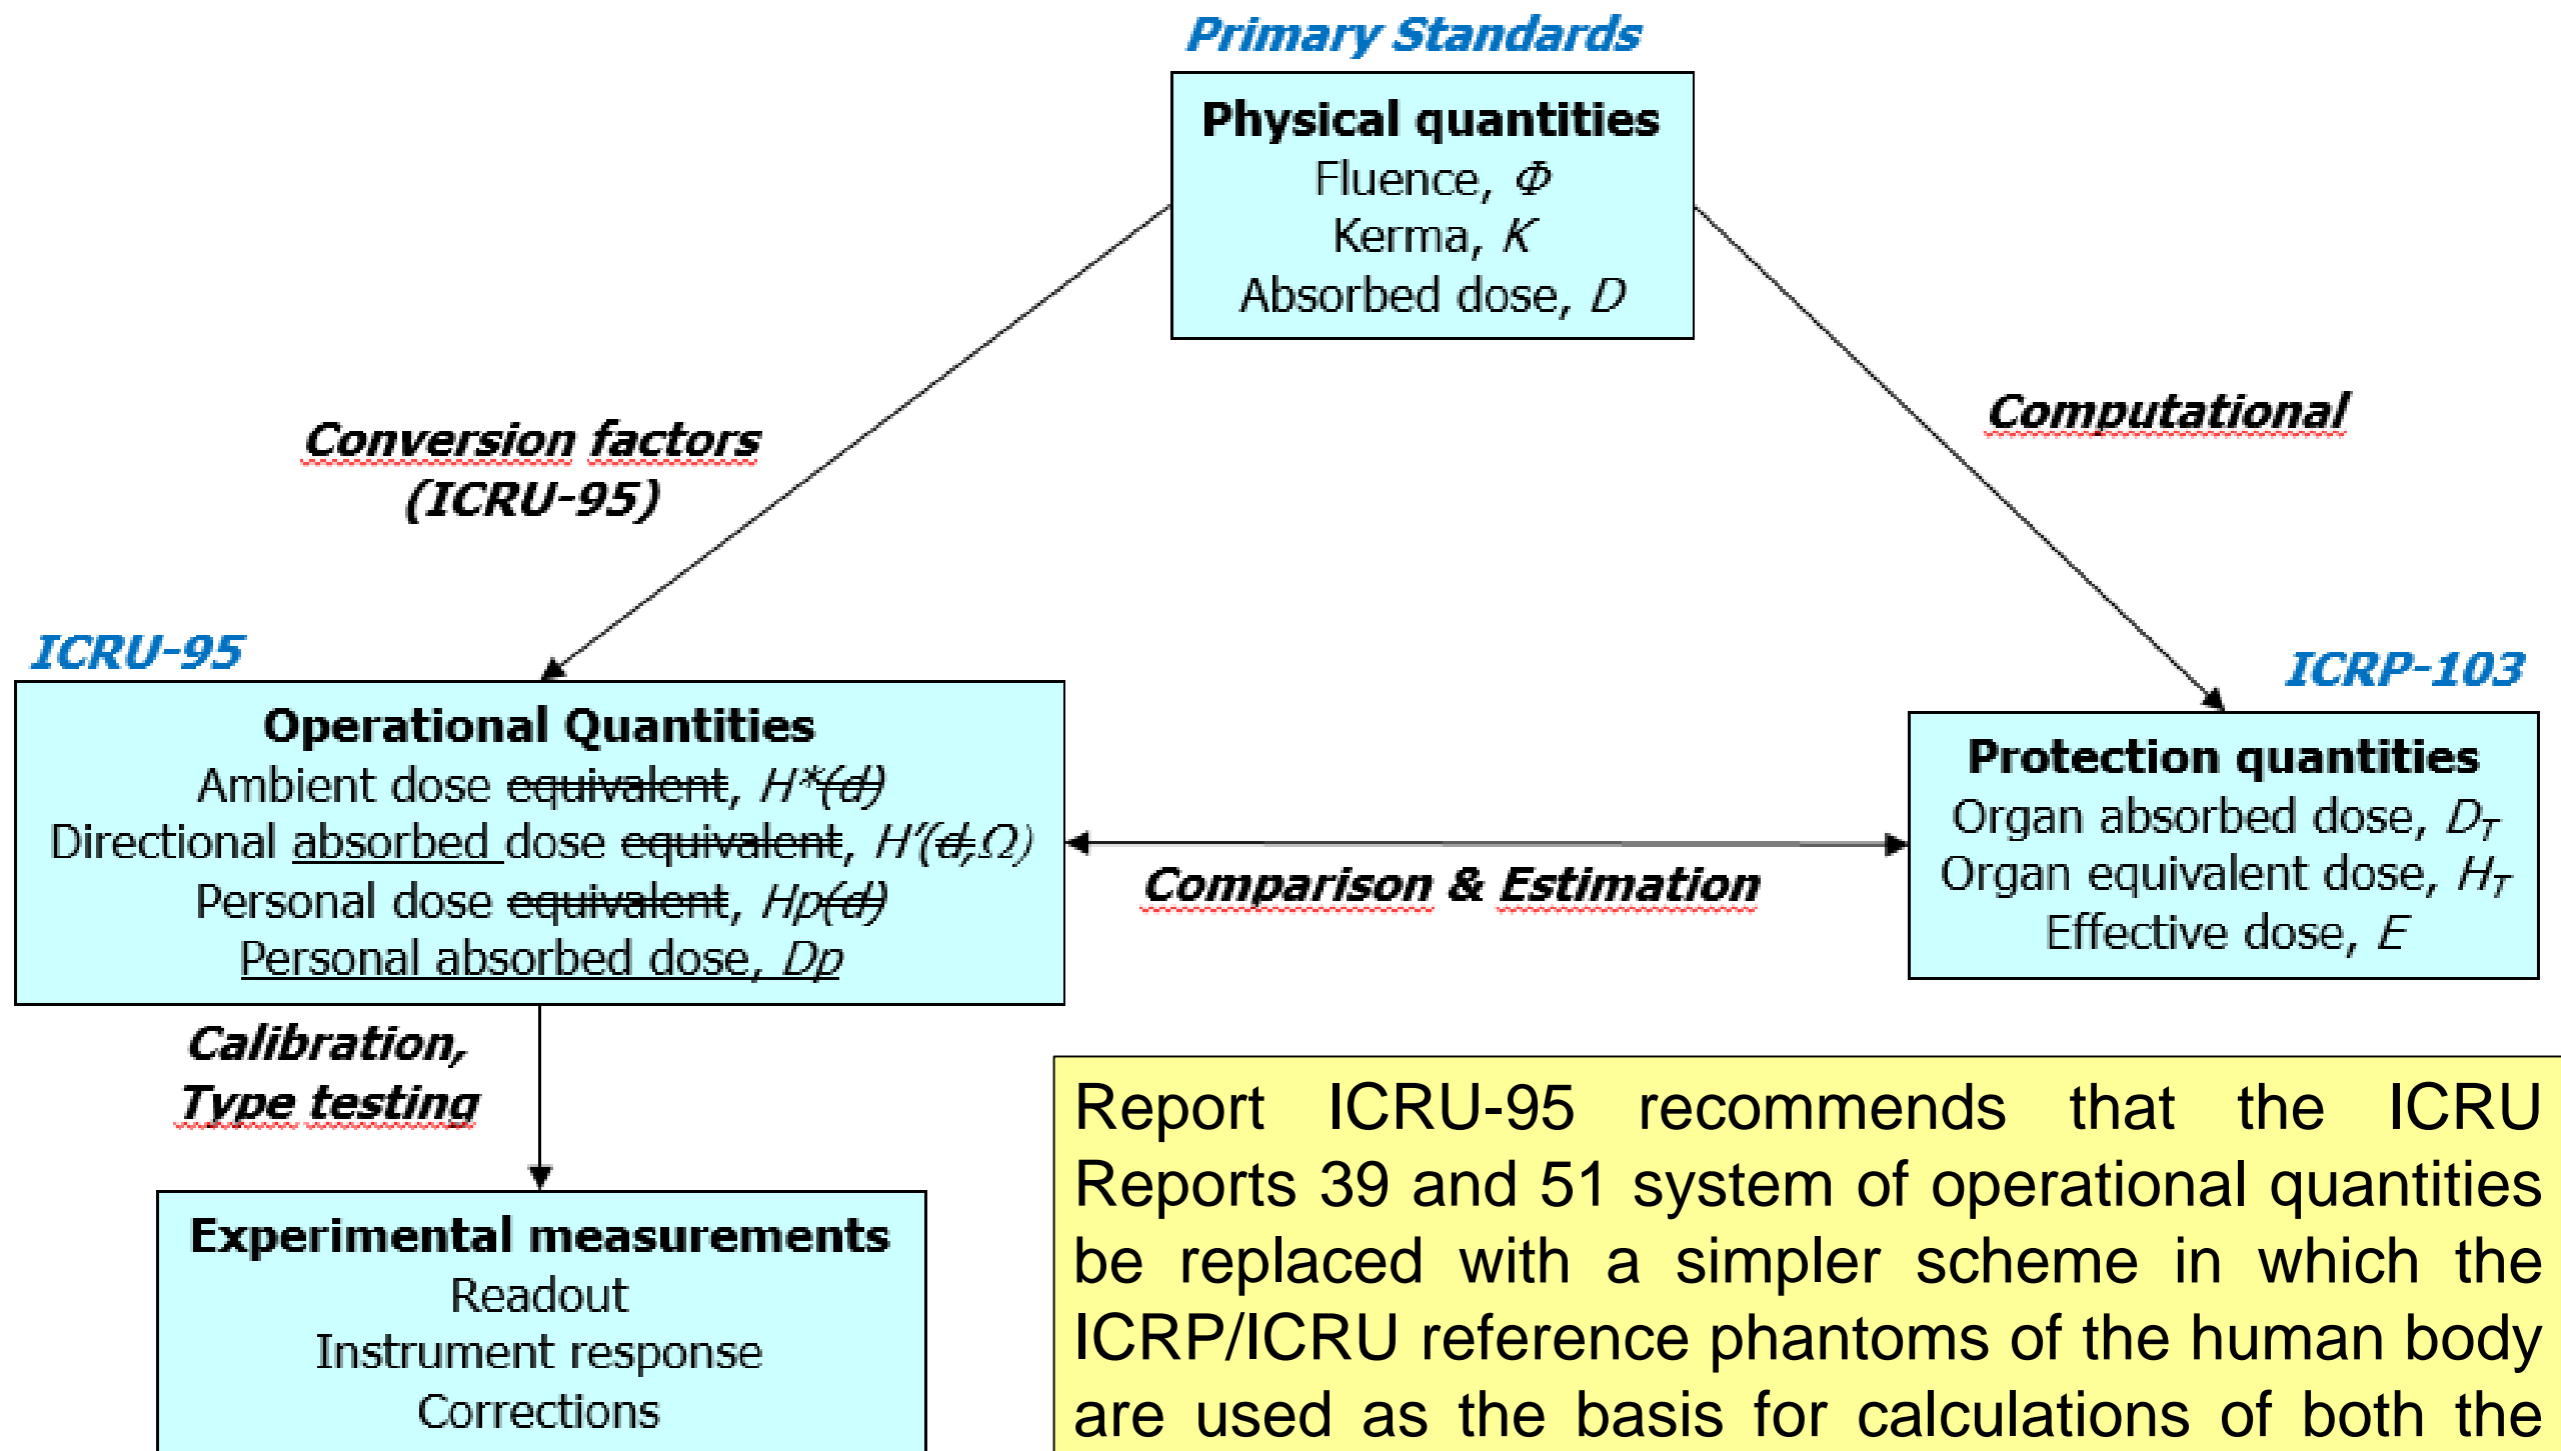 Primary Standards
Physical quantities
Fluence, Φ
Kerma, K
Absorbed dose, D
Conversion factors
(ICRU-95)
Computational
ICRU-95
Operational Quantities
Ambient dose equivalent, H*(d)
Directional absorbed dose equivalent, H'(d,Ω)
Personal dose equivalent, Hp(d)
Personal absorbed dose, Dp
Comparison & Estimation
ICRP-103
Protection quantities
Organ absorbed dose, D_T
Organ equivalent dose, H_T
Effective dose, E
Calibration,
Type testing
Experimental measurements
Readout
Instrument response
Corrections
Report ICRU-95 recommends that the ICRU
Reports 39 and 51 system of operational quantities
be replaced with a simpler scheme in which the
ICRP/ICRU reference phantoms of the human body
are used as the basis for calculations of both the